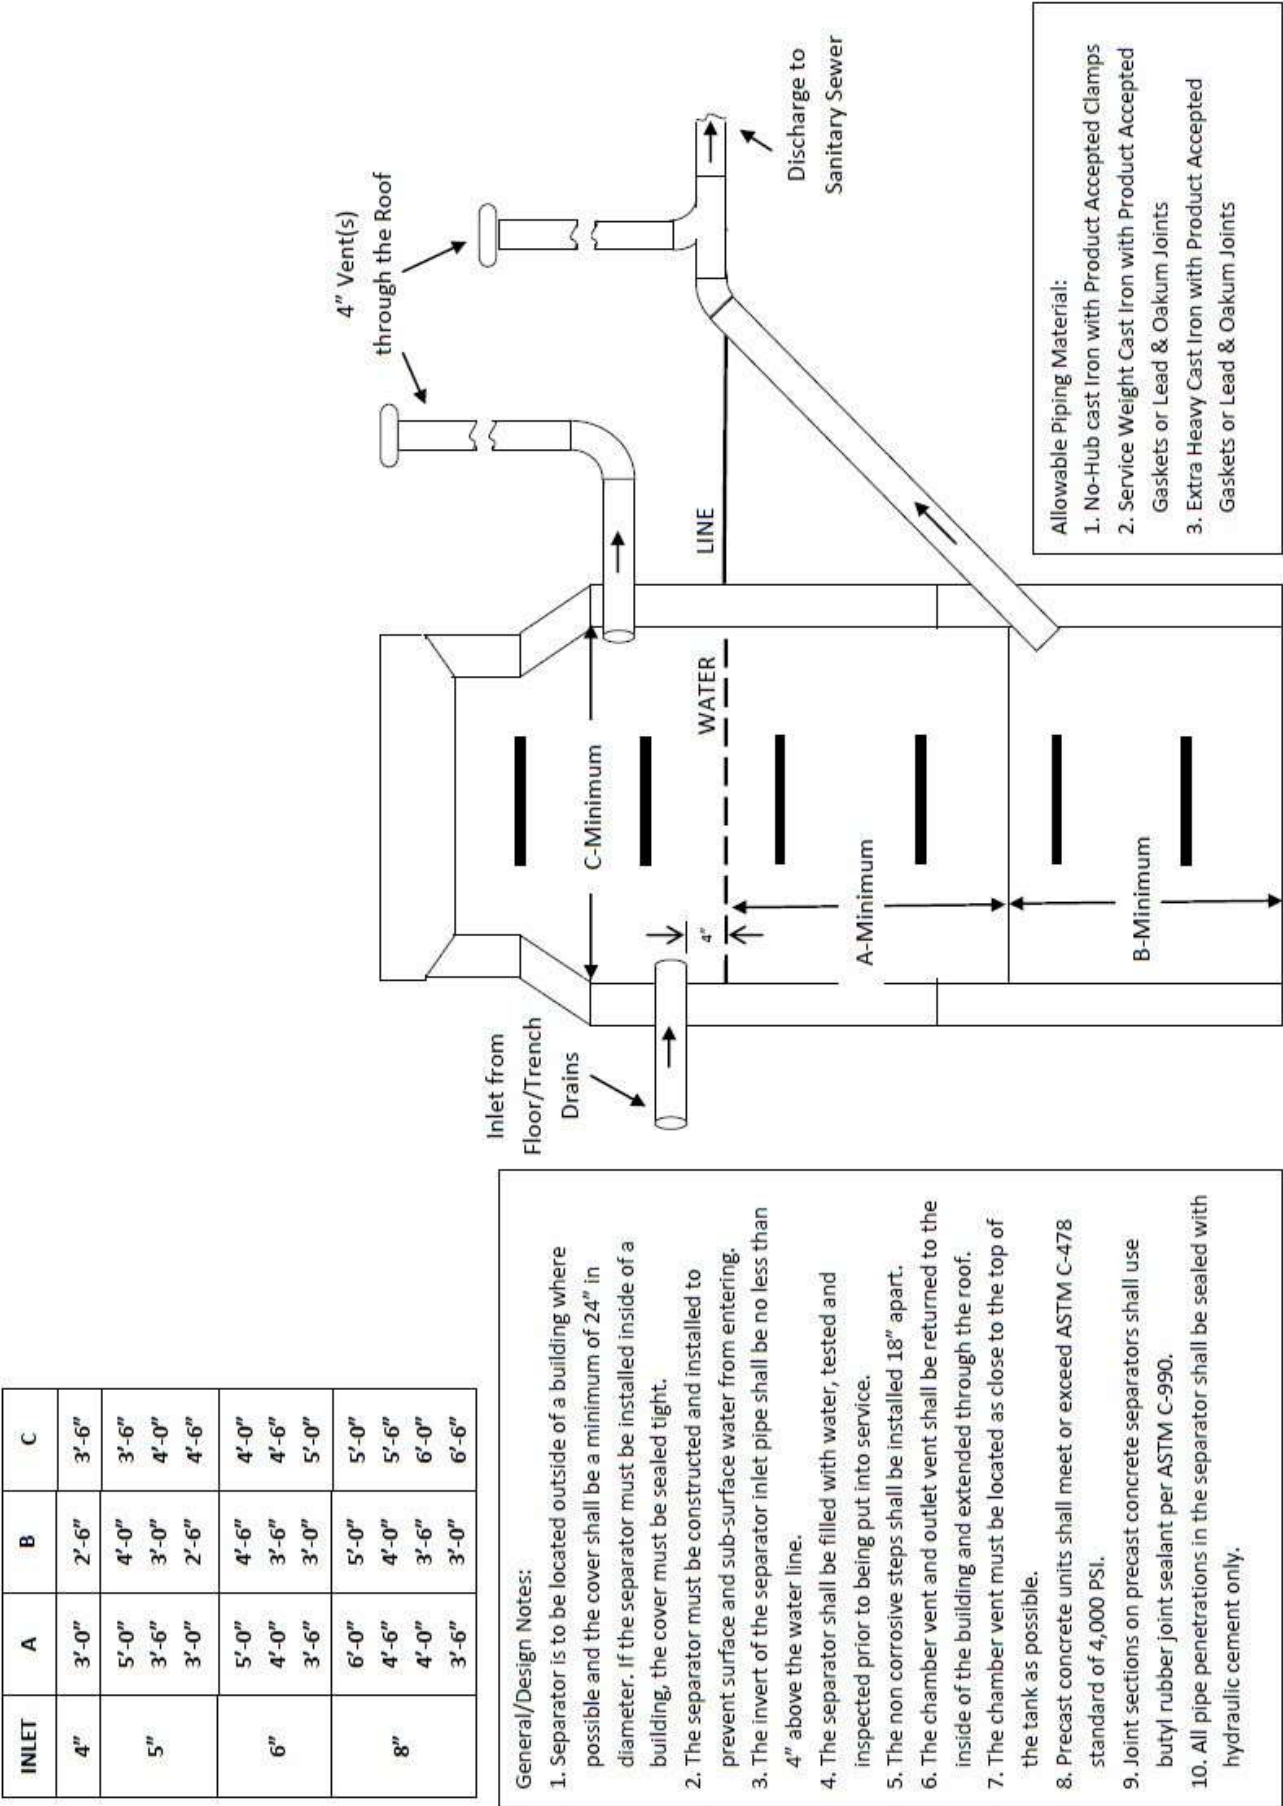 INLET A B C
4" 3'-0" 2'-6" 3'-6"
5" 5'-0" 4'-0" 3'-6"
3'-6" 3'-0" 4'-0"
3'-0" 2'-6" 4'-6"
6" 5'-0" 4'-6" 4'-0"
4'-0" 3'-6" 4'-6"
3'-6" 3'-0" 5'-0"
8" 6'-0" 5'-0" 5'-0"
4'-6" 4'-0" 5'-6"
4'-0" 3'-6" 6'-0"
3'-6" 3'-0" 6'-6"
General/Design Notes:
1. Separator is to be located outside of a building where
possible and the cover shall be a minimum of 24" in
diameter. If the separator must be installed inside of a
building, the cover must be sealed tight.
2. The separator must be constructed and installed to
prevent surface and sub-surface water from entering.
3. The invert of the separator inlet pipe shall be no less than
4" above the water line.
4. The separator shall be filled with water, tested and
inspected prior to being put into service.
5. The non corrosive steps shall be installed 18" apart.
6. The chamber vent and outlet vent shall be returned to the
inside of the building and extended through the roof.
7. The chamber vent must be located as close to the top of
the tank as possible.
8. Precast concrete units shall meet or exceed ASTM C-478
standard of 4,000 PSI.
9. Joint sections on precast concrete separators shall use
butyl rubber joint sealant per ASTM C-990.
10. All pipe penetrations in the separator shall be sealed with
hydraulic cement only.
4" Vent(s)
through the Roof
Inlet from
Floor/Trench
Drains
C-Minimum
4"
WATER
LINE
A-Minimum
B-Minimum
Discharge to
Sanitary Sewer
Allowable Piping Material:
1. No-Hub cast Iron with Product Accepted Clamps
2. Service Weight Cast Iron with Product Accepted
Gaskets or Lead & Oakum Joints
3. Extra Heavy Cast Iron with Product Accepted
Gaskets or Lead & Oakum Joints